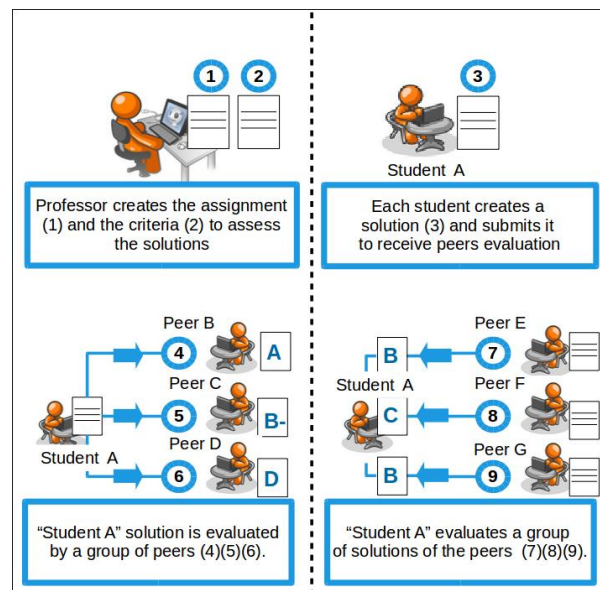 1
2
Professor creates the assignment
(1) and the criteria (2) to assess
the solutions
3
Student A
Each student creates a
solution (3) and submits it
to receive peers evaluation
Peer B
4
A
Peer C
5
B-
Peer D
6
D
Student A
“Student A” solution is evaluated
by a group of peers (4)(5)(6).
Peer E
B
7
Student A
Peer F
C
8
Peer G
B
9
“Student A” evaluates a group
of solutions of the peers (7)(8)(9).